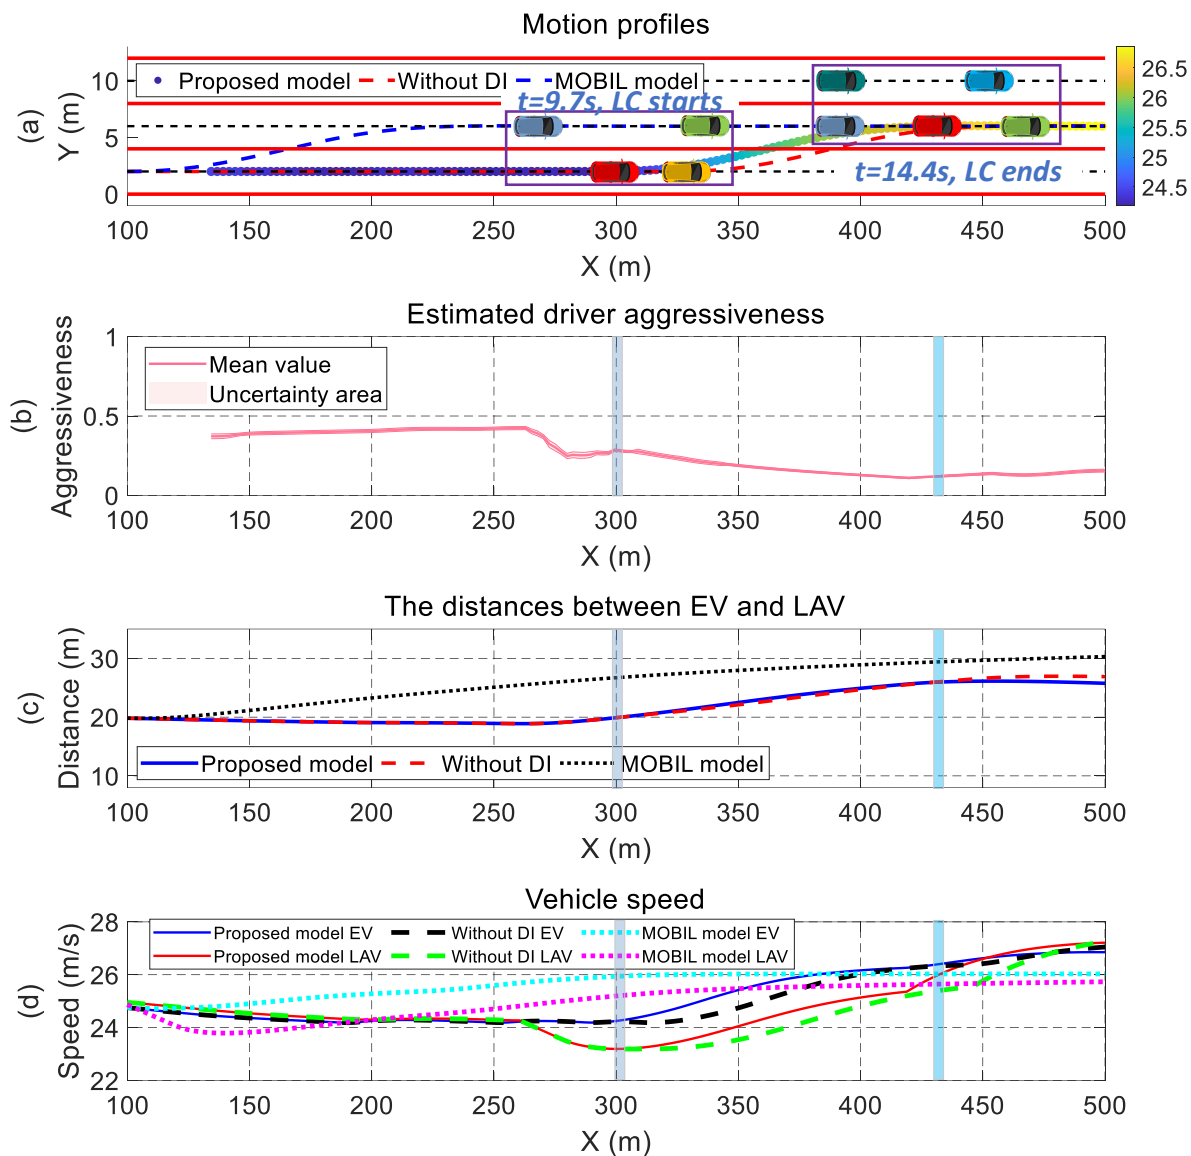 Motion profiles
(a)
Y (m)
10
5
0
Proposed model
Without DI
MOBIL model
t=9.7s, LC starts
t=14.4s, LC ends
26.5
26
25.5
25
24.5
100 150 200 250 300 350 400 450 500
X (m)
Estimated driver aggressiveness
(b)
Aggressiveness
1
0.5
0
Mean value
Uncertainty area
100 150 200 250 300 350 400 450 500
X (m)
The distances between EV and LAV
(c)
Distance (m)
30
20
10
Proposed model Without DI MOBIL model
100 150 200 250 300 350 400 450 500
X (m)
Vehicle speed
(d)
Speed (m/s)
28
26
24
22
Proposed model EV Without DI EV MOBIL model EV
Proposed model LAV Without DI LAV MOBIL model LAV
100 150 200 250 300 350 400 450 500
X (m)